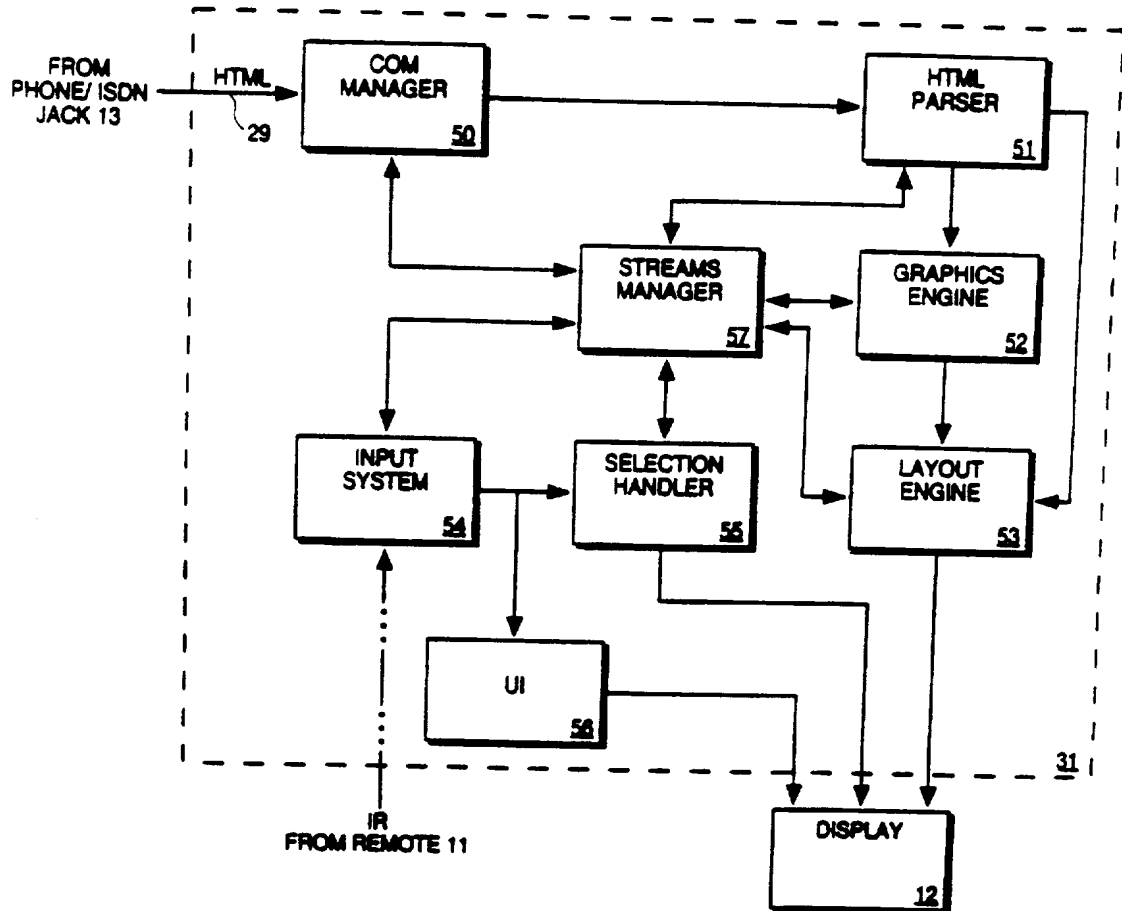 FROM
PHONE/ ISDN
JACK 13
HTML
29
COM
MANAGER
50
HTML
PARSER
51
STREAMS
MANAGER
57
GRAPHICS
ENGINE
52
INPUT
SYSTEM
54
SELECTION
HANDLER
55
LAYOUT
ENGINE
53
UI
56
31
IR
FROM REMOTE 11
DISPLAY
12